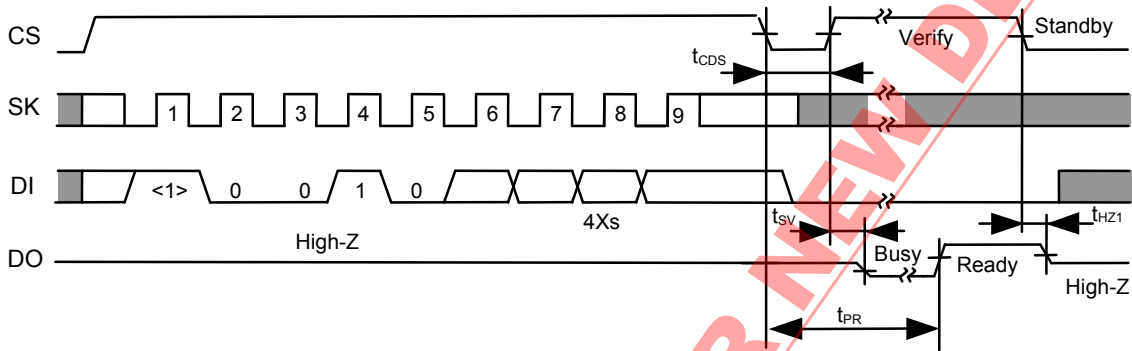 CS
Verify
Standby
tCDS
SK
1 2 3 4 5 6 7 8 9
DI
<1> 0 0 1 0
4Xs
tSV
tHZ1
High-Z
DO
Busy
Ready
High-Z
tPR
NEW D